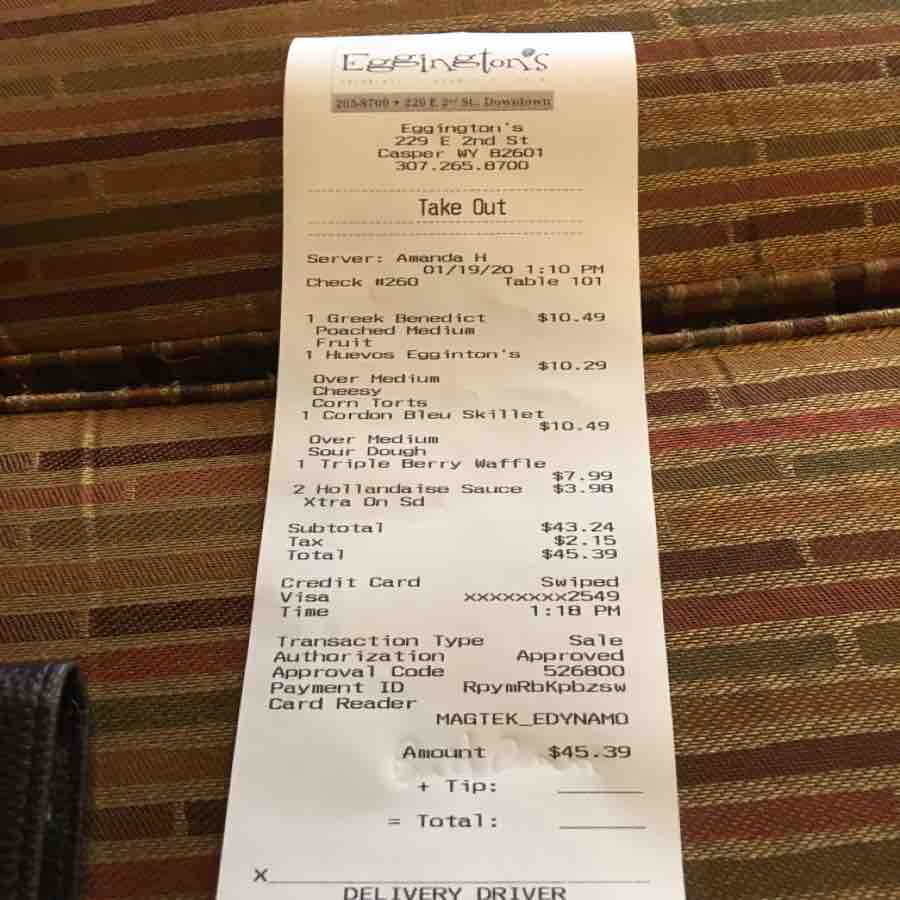 Eggington's
265-8700 • 229 E 2nd St., Downtown
Eggington's
229 E 2nd St
Casper WY 82601
307.265.8700
Take Out
Server: Amanda H
01/19/20 1:10 PM
Check #260 Table 101
1 Greek Benedict $10.49
Poached Medium
Fruit
1 Huevos Egginton's
$10.29
Over Medium
Cheesy
Corn Torts
1 Cordon Bleu Skillet
$10.49
Over Medium
Sour Dough
1 Triple Berry Waffle
$7.99
2 Hollandaise Sauce $3.98
Xtra On Sd
Subtotal $43.24
Tax $2.15
Total $45.39
Credit Card Swiped
Visa xxxxxxxx2549
Time 1:18 PM
Transaction Type Sale
Authorization Approved
Approval Code 526800
Payment ID RpymRbKpbzsw
Card Reader
MAGTEK_EDYNAMO
Amount $45.39
+ Tip:
= Total:
X
DELIVERY DRIVER